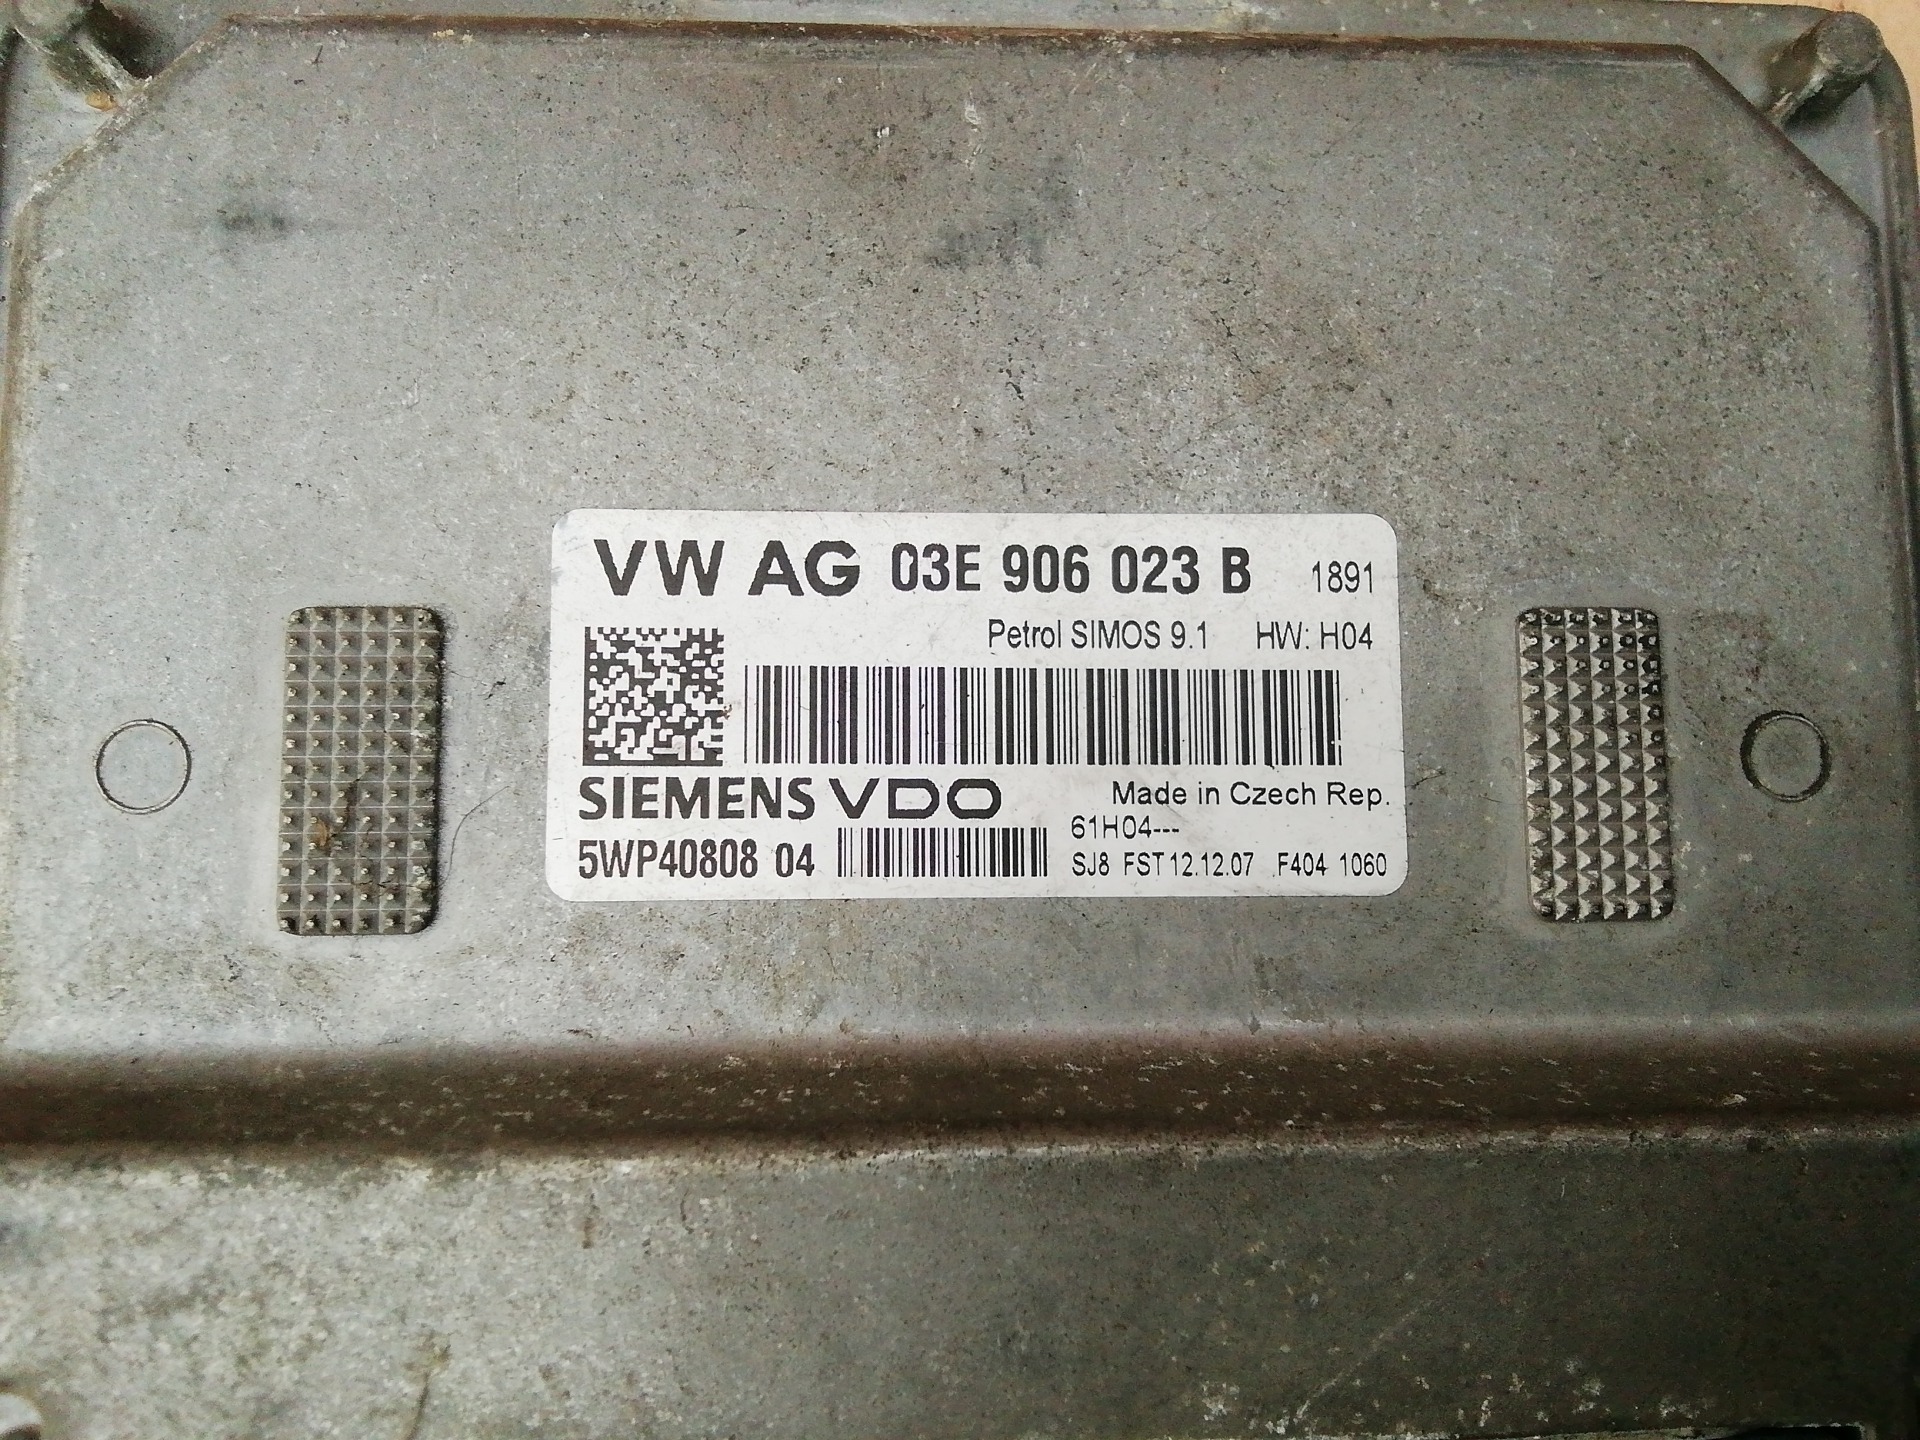 VW AG 03E 906 023 B 1891
Petrol SIMOS 9.1 HW: H04
SIEMENS VDO Made in Czech Rep.
61H04---
5WP40808 04 SJ8 FST 12.12.07 F404 1060